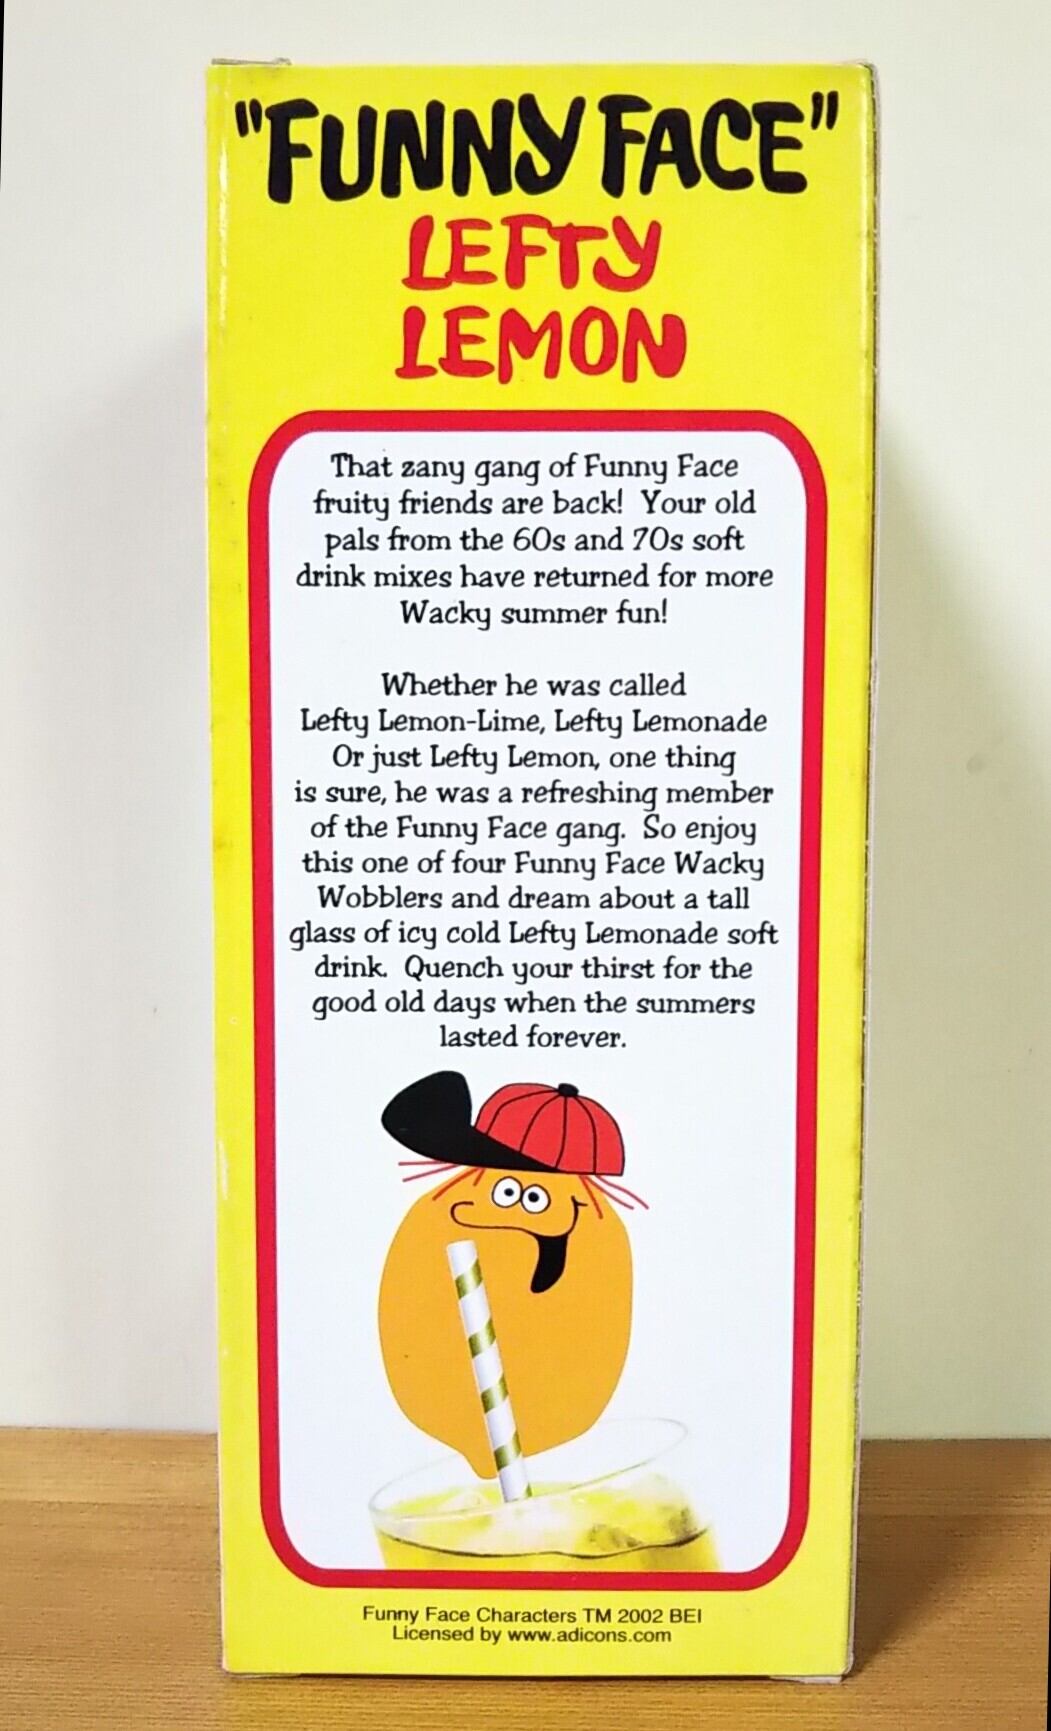 "FUNNY FACE"
LEFTY
LEMON
That zany gang of Funny Face
fruity friends are back! Your old
pals from the 60s and 70s soft
drink mixes have returned for more
Wacky summer fun!
Whether he was called
Lefty Lemon-Lime, Lefty Lemonade
Or just Lefty Lemon, one thing
is sure, he was a refreshing member
of the Funny Face gang. So enjoy
this one of four Funny Face Wacky
Wobblers and dream about a tall
glass of icy cold Lefty Lemonade soft
drink. Quench your thirst for the
good old days when the summers
lasted forever.
Funny Face Characters TM 2002 BEI
Licensed by www.adicons.com